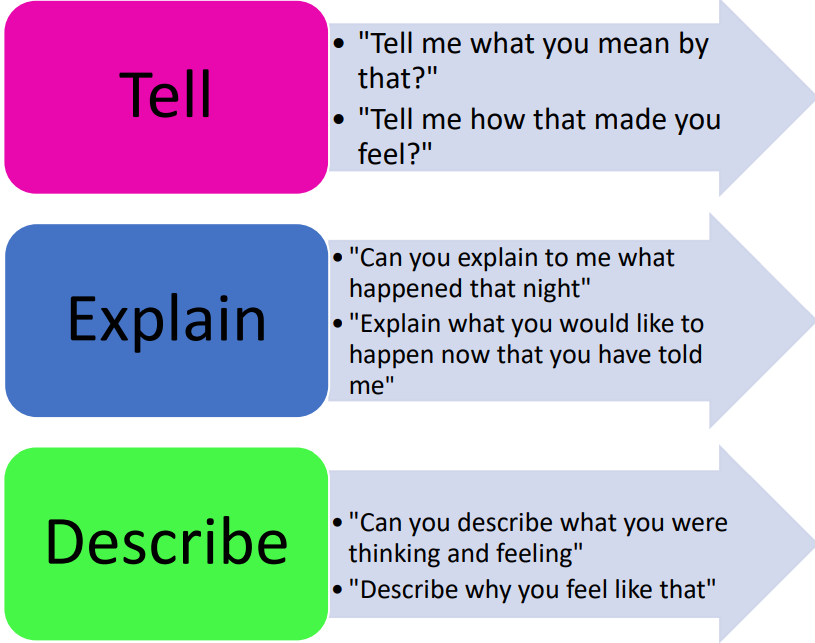 Tell
• "Tell me what you mean by
that?"
• "Tell me how that made you
feel?"
Explain
• "Can you explain to me what
happened that night"
• "Explain what you would like to
happen now that you have told
me"
Describe
• "Can you describe what you were
thinking and feeling"
• "Describe why you feel like that"